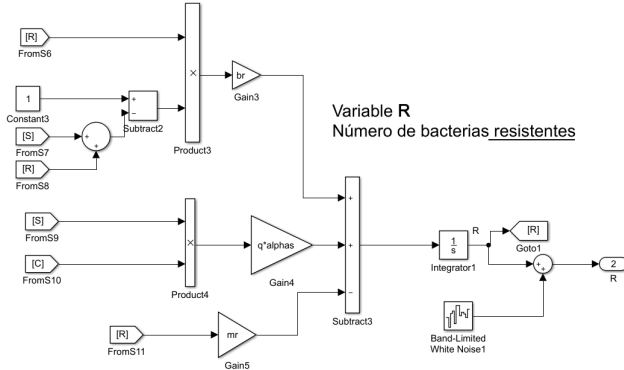 [R]
FromS6
1
Constant3
+
−
Subtract2
[S]
FromS7
+
+
[R]
FromS8
×
Product3
br
Gain3
Variable R
Número de bacterias resistentes
[S]
FromS9
[C]
FromS10
×
Product4
q*alphas
Gain4
[R]
FromS11
mr
Gain5
+
+
−
Subtract3
1
s
Integrator1
R
[R]
Goto1
+
+
2
R
Band-Limited
White Noise1